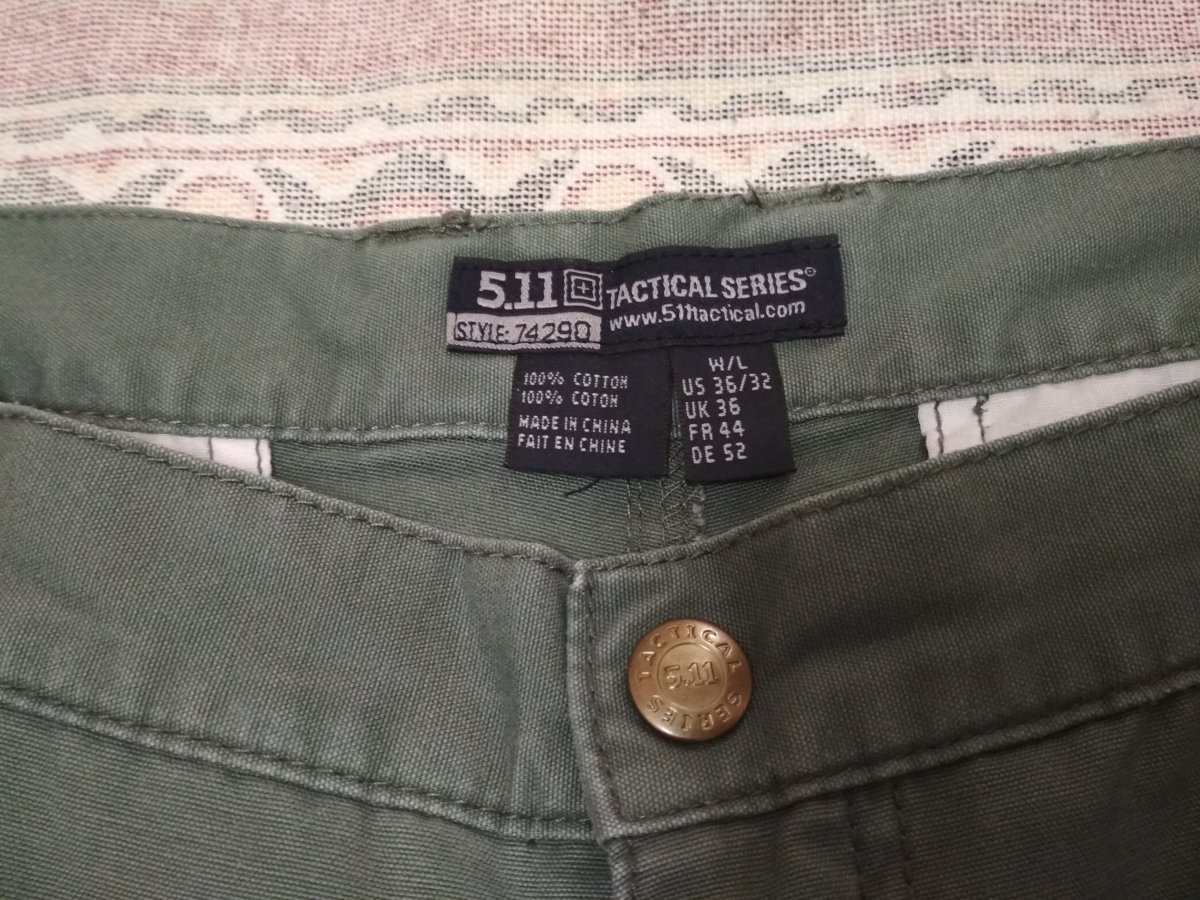 5.11 TACTICAL SERIES®
www.511tactical.com
STYLE: 74290
100% COTTON
100% COTON
MADE IN CHINA
FAIT EN CHINE
W/L
US 36/32
UK 36
FR 44
DE 52
TACTICAL
5.11
SERIES